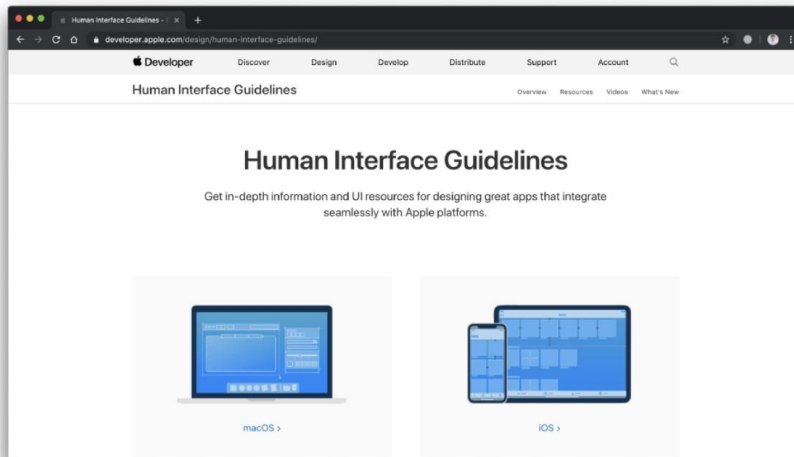 Human Interface Guidelines -
developer.apple.com/design/human-interface-guidelines/
Developer Discover Design Develop Distribute Support Account
Human Interface Guidelines
Overview Resources Videos What's New
Human Interface Guidelines
Get in-depth information and UI resources for designing great apps that integrate
seamlessly with Apple platforms.
macOS >
iOS >